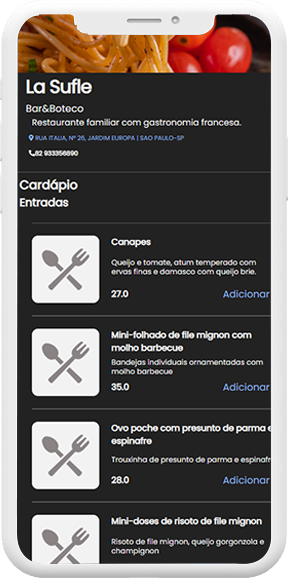 La Sufle
Bar&Boteco
Restaurante familiar com gastronomia francesa.
RUA ITALIA, Nº 26, JARDIM EUROPA | SAO PAULO-SP
82 933356890
Cardápio
Entradas
Canapes
Queijo e tomate, atum temperado com
ervas finas e damasco com queijo brie.
27.0 Adicionar
Mini-folhado de file mignon com
molho barbecue
Bandejas individuais ornamentadas com
molho barbecue
35.0 Adicionar
Ovo poche com presunto de parma e
espinafre
Trouxinha de presunto de parma e espinafr
28.0 Adicionar
Mini-doses de risoto de file mignon
Risoto de file mignon, queijo gorgonzola e
champignon